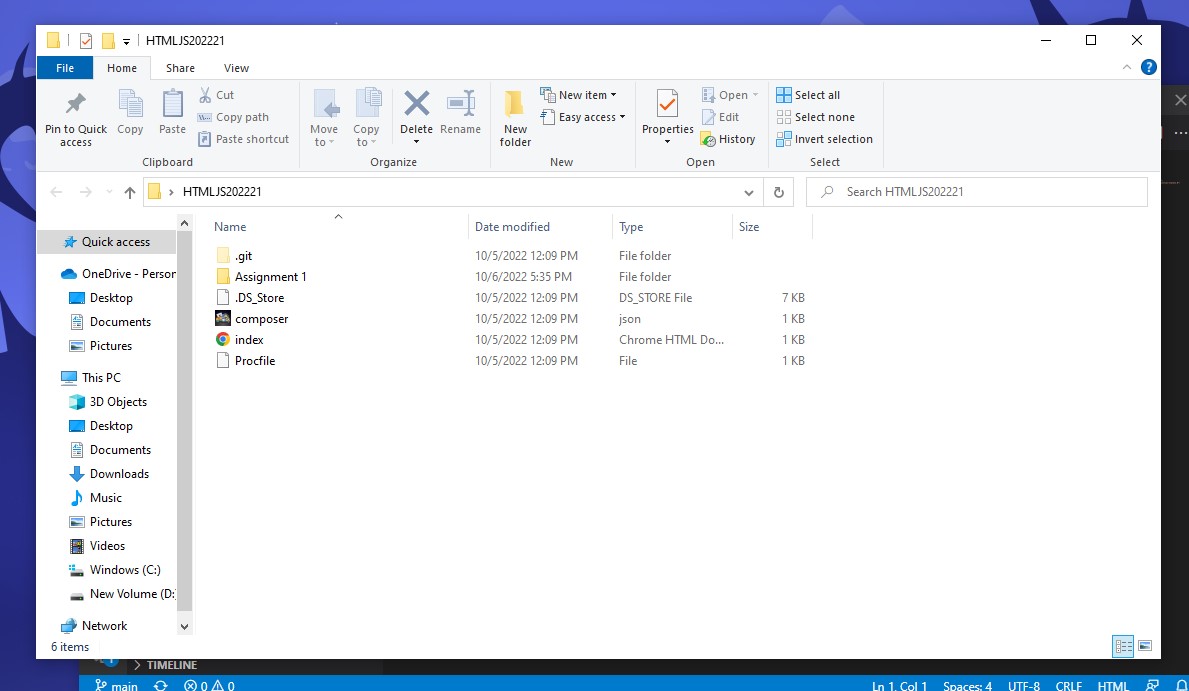 HTMLJS202221
File Home Share View
Pin to Quick access
Copy
Paste
Cut
Copy path
Paste shortcut
Clipboard
Move to
Copy to
Delete
Rename
Organize
New folder
New item
Easy access
New
Properties
Open
Edit
History
Open
Select all
Select none
Invert selection
Select
HTMLJS202221
Search HTMLJS202221
Name Date modified Type Size
.git 10/5/2022 12:09 PM File folder
Assignment 1 10/6/2022 5:35 PM File folder
.DS_Store 10/5/2022 12:09 PM DS_STORE File 7 KB
composer 10/5/2022 12:09 PM json 1 KB
index 10/5/2022 12:09 PM Chrome HTML Do... 1 KB
Procfile 10/5/2022 12:09 PM File 1 KB
Quick access
OneDrive - Person
Desktop
Documents
Pictures
This PC
3D Objects
Desktop
Documents
Downloads
Music
Pictures
Videos
Windows (C:)
New Volume (D:)
Network
6 items
TIMELINE
main 0 0 Ln 1, Col 1 Spaces: 4 UTF-8 CRLF HTML